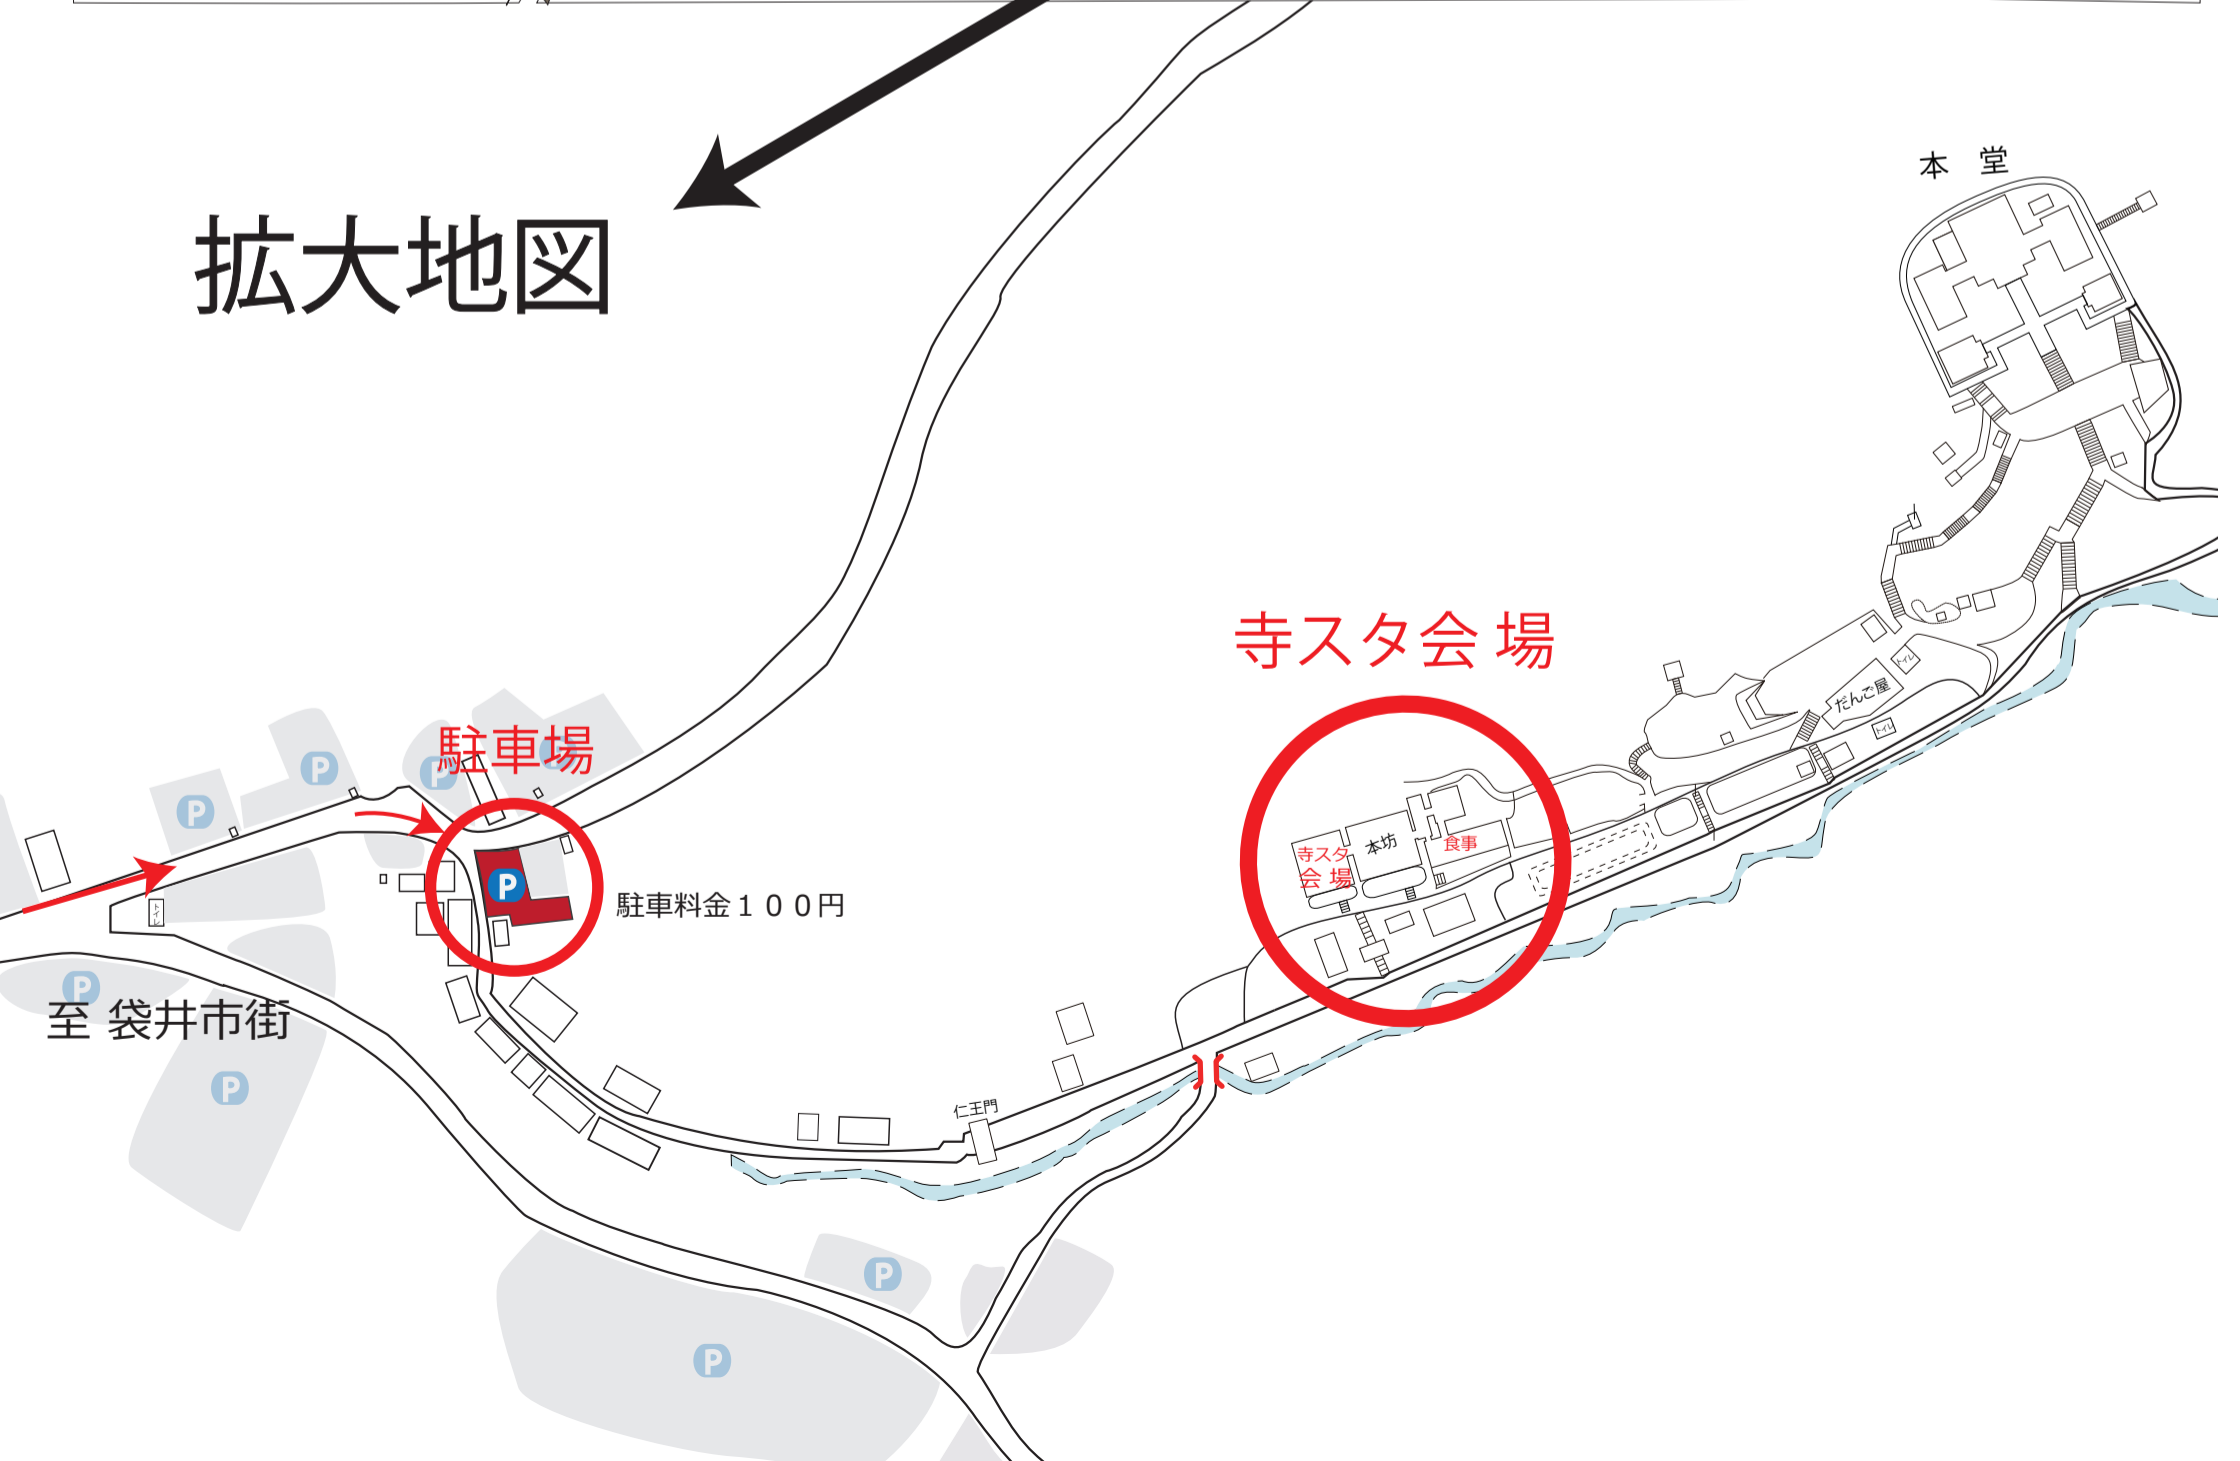 拡大地図
本 堂
寺スタ会 場
トイレ
だんご屋
トイレ
駐車場
P
P
P
P
本坊
食事
寺スタ
会 場
P
駐車料金１００円
トイレ
P
至 袋井市街
P
仁王門
P
P